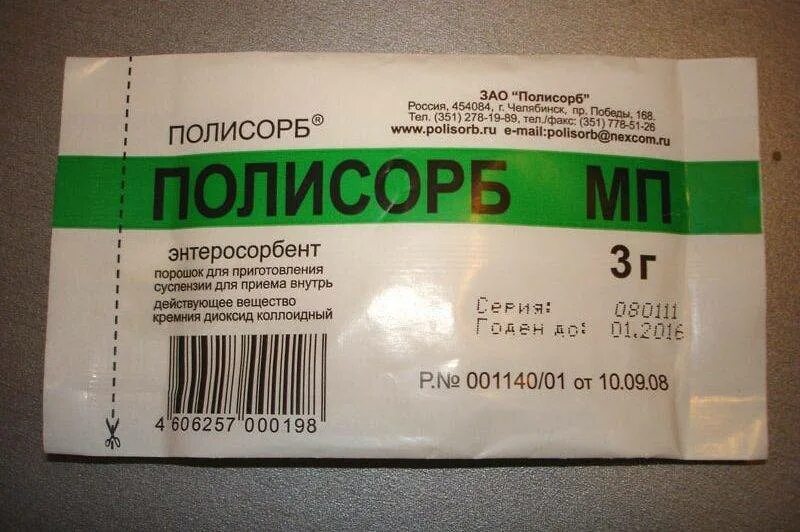 ЗАО "Полисорб"
Россия, 454084, г. Челябинск, пр. Победы, 168.
Тел. (351) 278-19-89, тел./факс: (351) 778-51-26
www.polisorb.ru e-mail:polisorb@nexcom.ru
ПОЛИСОРБ®
ПОЛИСОРБ МП
энтеросорбент
3 г
порошок для приготовления
суспензии для приема внутрь
действующее вещество
кремния диоксид коллоидный
Серия: 080111
Годен до: 01.2016
Р.№ 001140/01 от 10.09.08
4 606257 000198